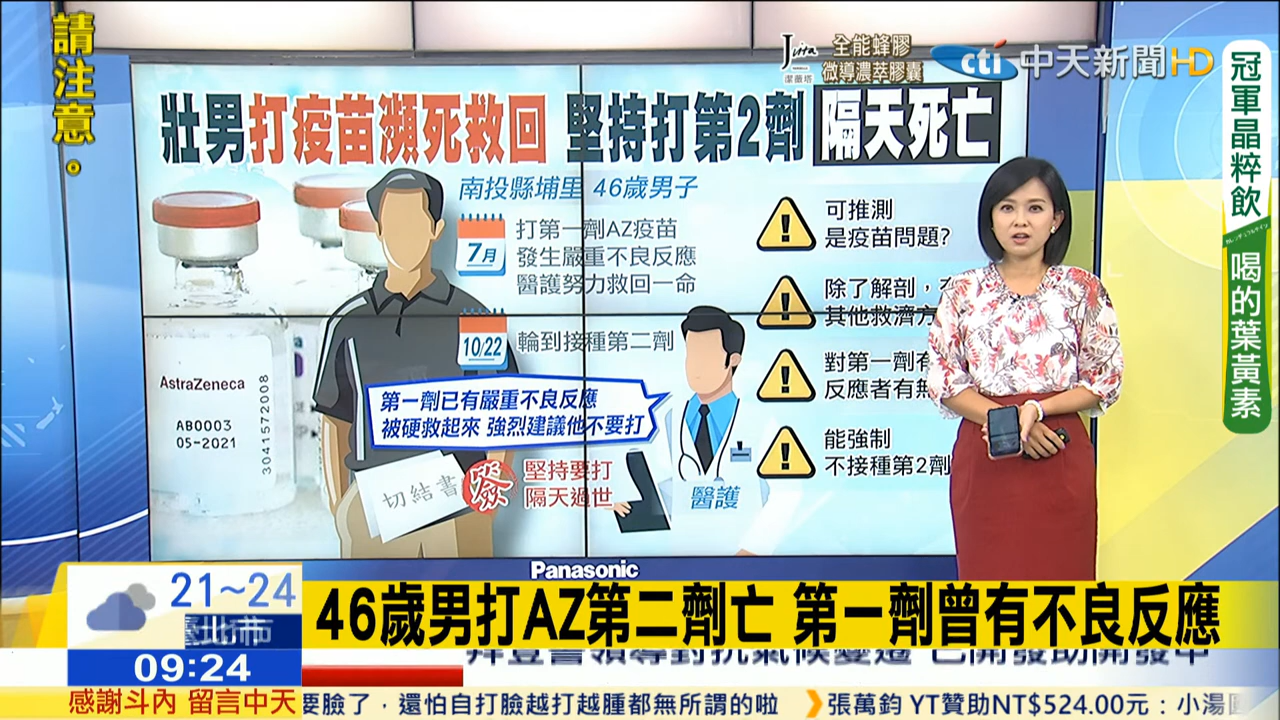 請注意。
Jvita
潔薇塔
全能蜂膠
微導濃萃膠囊
cti 中天新聞HD
冠軍晶粹飲
喝的葉黃素
壯男打疫苗瀕死救回 堅持打第2劑 隔天死亡
南投縣埔里 46歲男子
7月
打第一劑AZ疫苗
發生嚴重不良反應
醫護努力救回一命
10/22
輪到接種第二劑
第一劑已有嚴重不良反應
被硬救起來 強烈建議他不要打
切結書
簽
堅持要打
隔天過世
醫護
可推測
是疫苗問題?
除了解剖，
其他救濟方
對第一劑有
反應者有無
能強制
不接種第2劑
AstraZeneca
AB0003
05-2021
3041572008
Panasonic
21~24
臺北市
09:24
46歲男打AZ第二劑亡 第一劑曾有不良反應
感謝斗內 留言中天
要臉了，還怕自打臉越打越腫都無所謂的啦
張萬鈞 YT贊助NT$524.00元：小湯圓